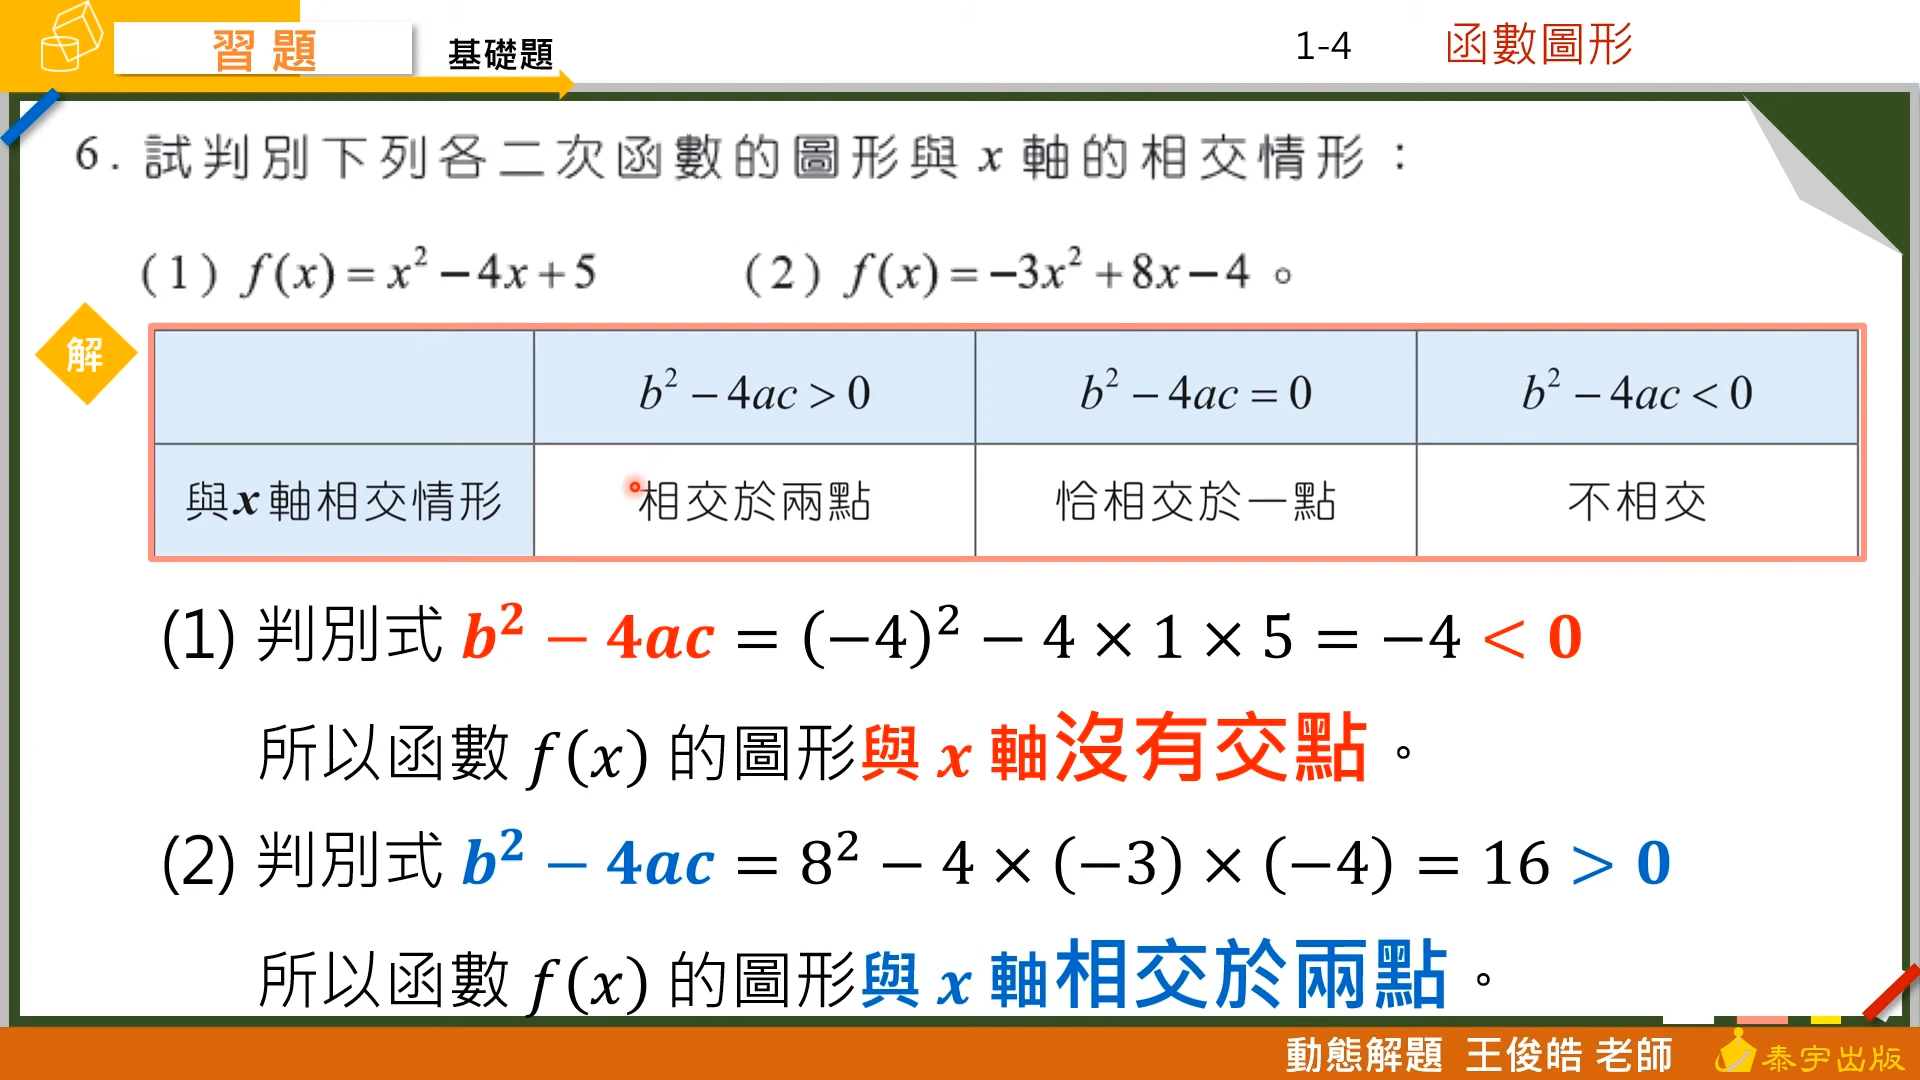 習題 基礎題 1-4 函數圖形
6. 試判別下列各二次函數的圖形與 x 軸的相交情形：
(1) f(x) = x² − 4x + 5 (2) f(x) = −3x² + 8x − 4。
解
b² − 4ac > 0 b² − 4ac = 0 b² − 4ac < 0
與 x 軸相交情形 相交於兩點 恰相交於一點 不相交
(1) 判別式 b² − 4ac = (−4)² − 4 × 1 × 5 = −4 < 0
所以函數 f(x) 的圖形與 x 軸沒有交點。
(2) 判別式 b² − 4ac = 8² − 4 × (−3) × (−4) = 16 > 0
所以函數 f(x) 的圖形與 x 軸相交於兩點。
動態解題 王俊皓 老師 泰宇出版